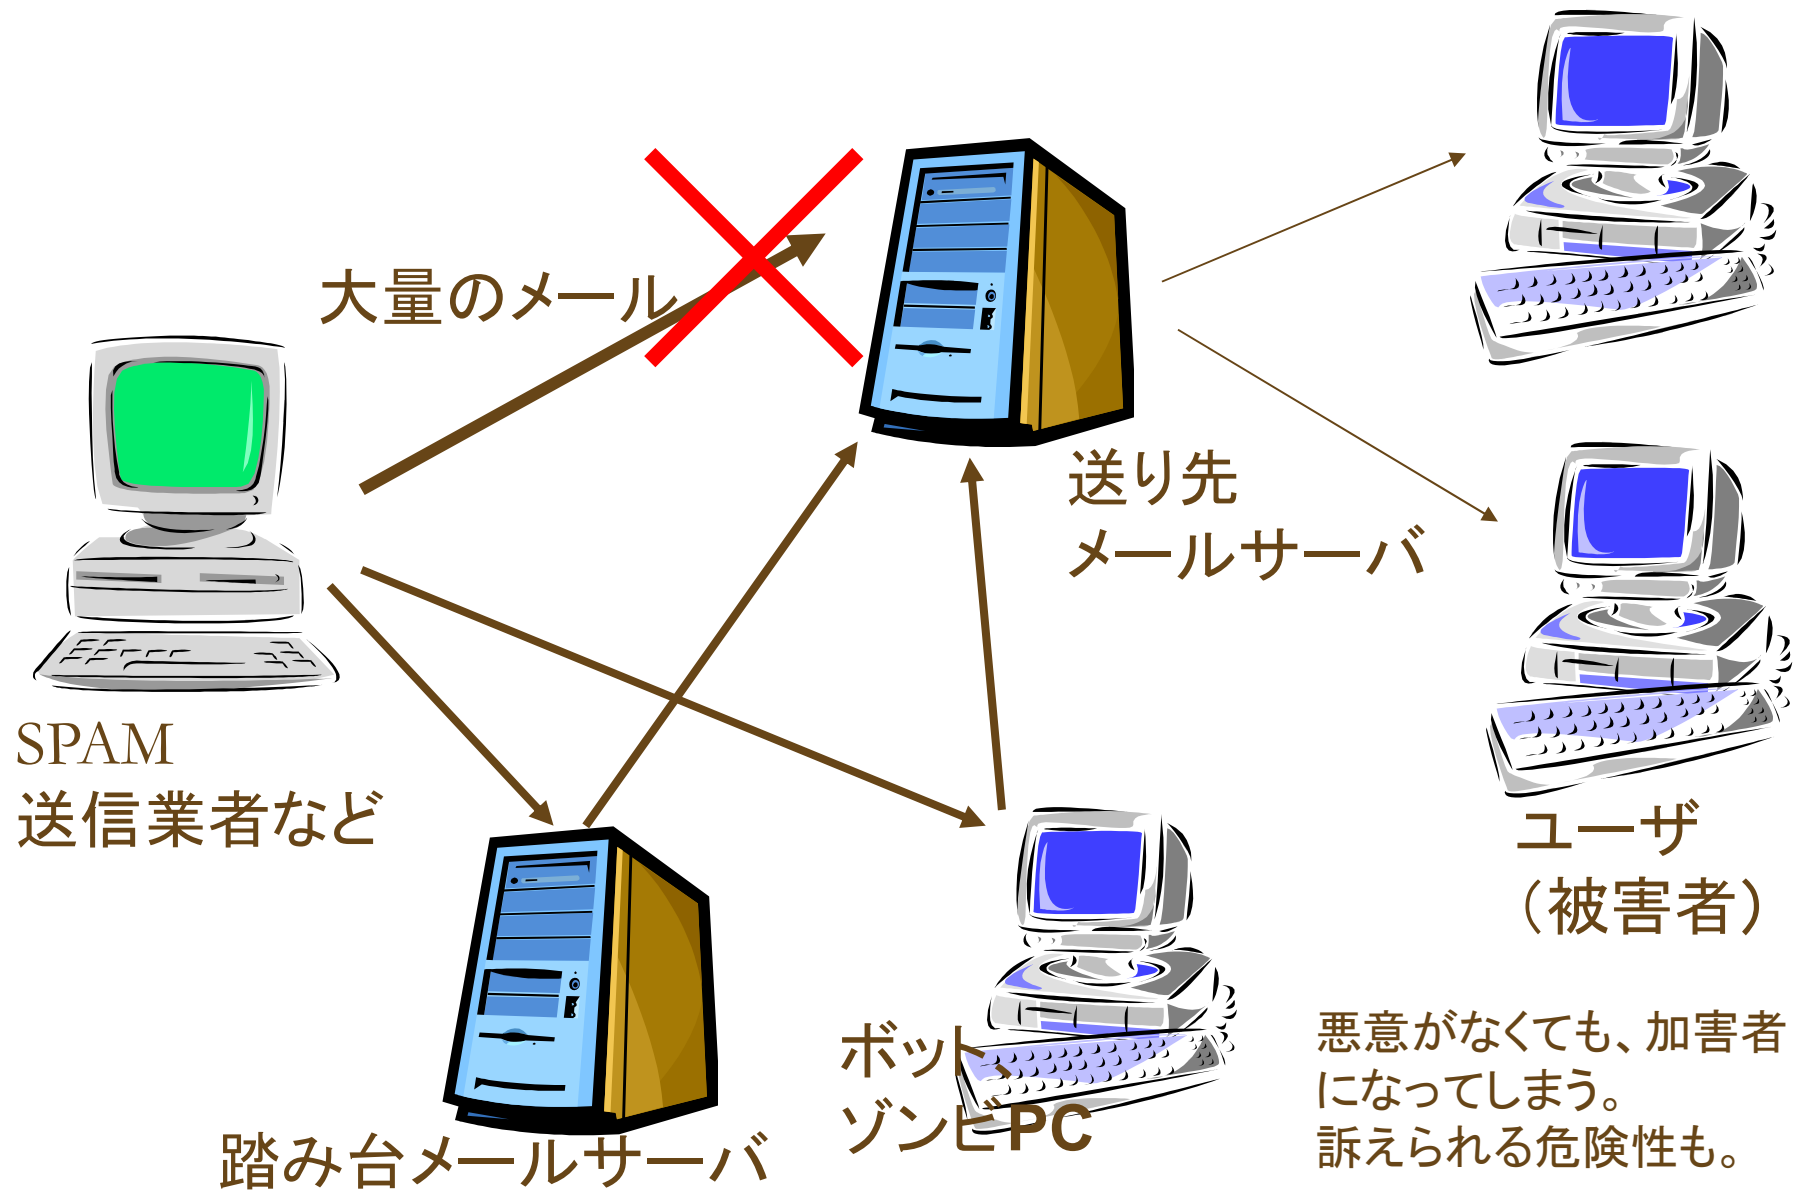 大量のメール
送り先
メールサーバ
SPAM
送信業者など
ユーザ
（被害者）
ボット、
ゾンビPC
踏み台メールサーバ
悪意がなくても、加害者
になってしまう。
訴えられる危険性も。